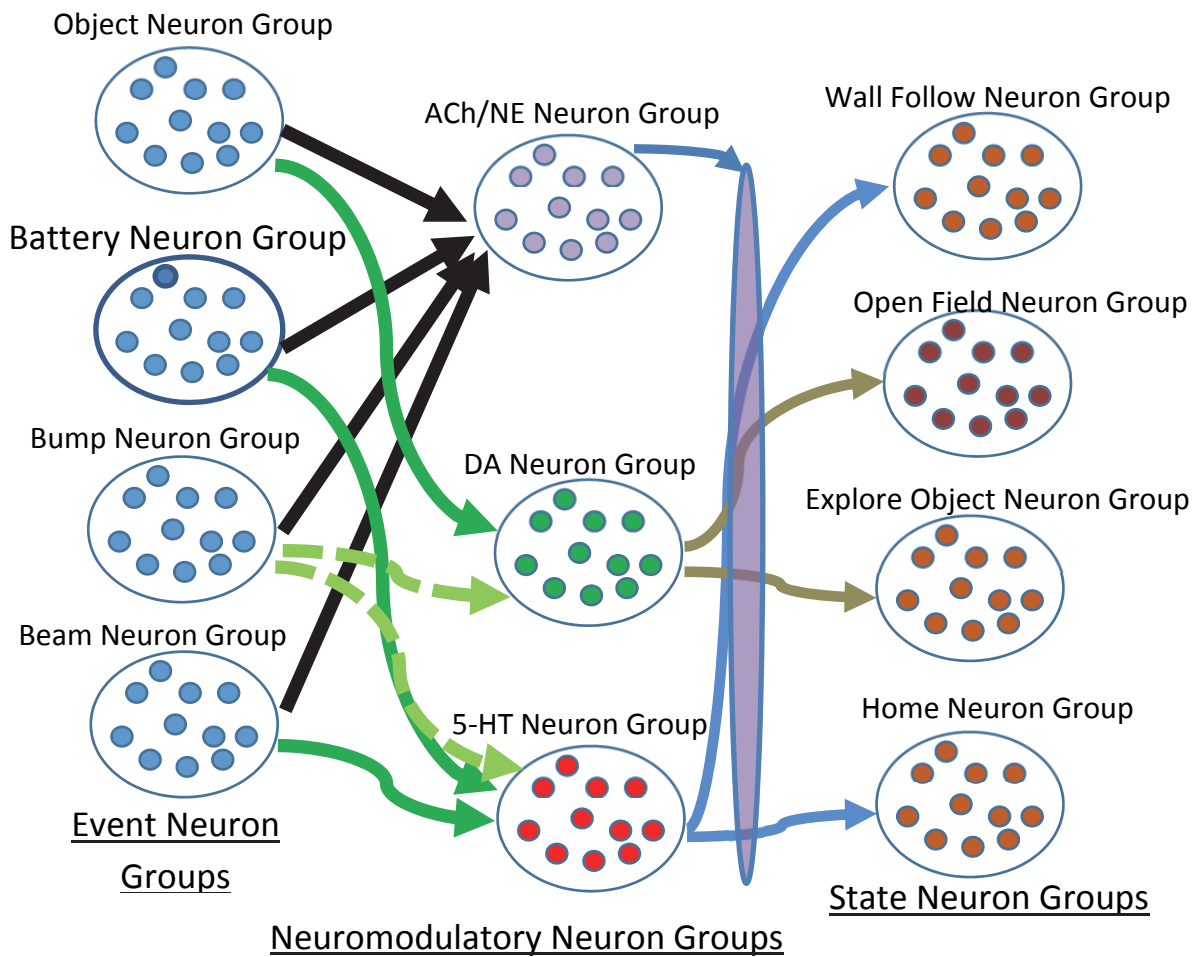 Object Neuron Group
Battery Neuron Group
Bump Neuron Group
Beam Neuron Group
Event Neuron
Groups
ACh/NE Neuron Group
DA Neuron Group
5-HT Neuron Group
Neuromodulatory Neuron Groups
Wall Follow Neuron Group
Open Field Neuron Group
Explore Object Neuron Group
Home Neuron Group
State Neuron Groups